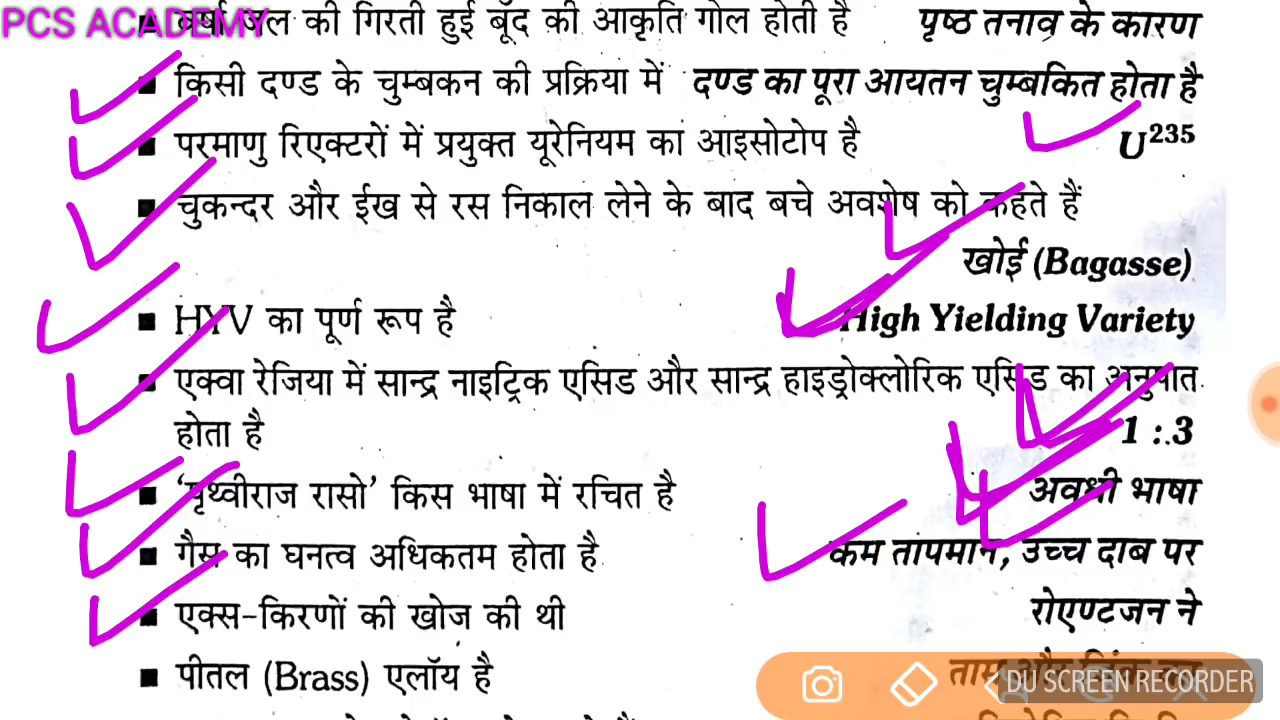 PCS ACADEMY
जल की गिरती हुई बूँद की आकृति गोल होती है पृष्ठ तनाव के कारण
■ किसी दण्ड के चुम्बकन की प्रक्रिया में दण्ड का पूरा आयतन चुम्बकित होता है
■ परमाणु रिएक्टरों में प्रयुक्त यूरेनियम का आइसोटोप है U²³⁵
■ चुकन्दर और ईख से रस निकाल लेने के बाद बचे अवशेष को कहते हैं
खोई (Bagasse)
■ HYV का पूर्ण रूप है High Yielding Variety
■ एक्वा रेजिया में सान्द्र नाइट्रिक एसिड और सान्द्र हाइड्रोक्लोरिक एसिड का अनुपात
होता है 1 : 3
■ 'पृथ्वीराज रासो' किस भाषा में रचित है अवधी भाषा
■ गैस का घनत्व अधिकतम होता है कम तापमान, उच्च दाब पर
■ एक्स-किरणों की खोज की थी रोएण्टजन ने
■ पीतल (Brass) एलॉय है
DU SCREEN RECORDER